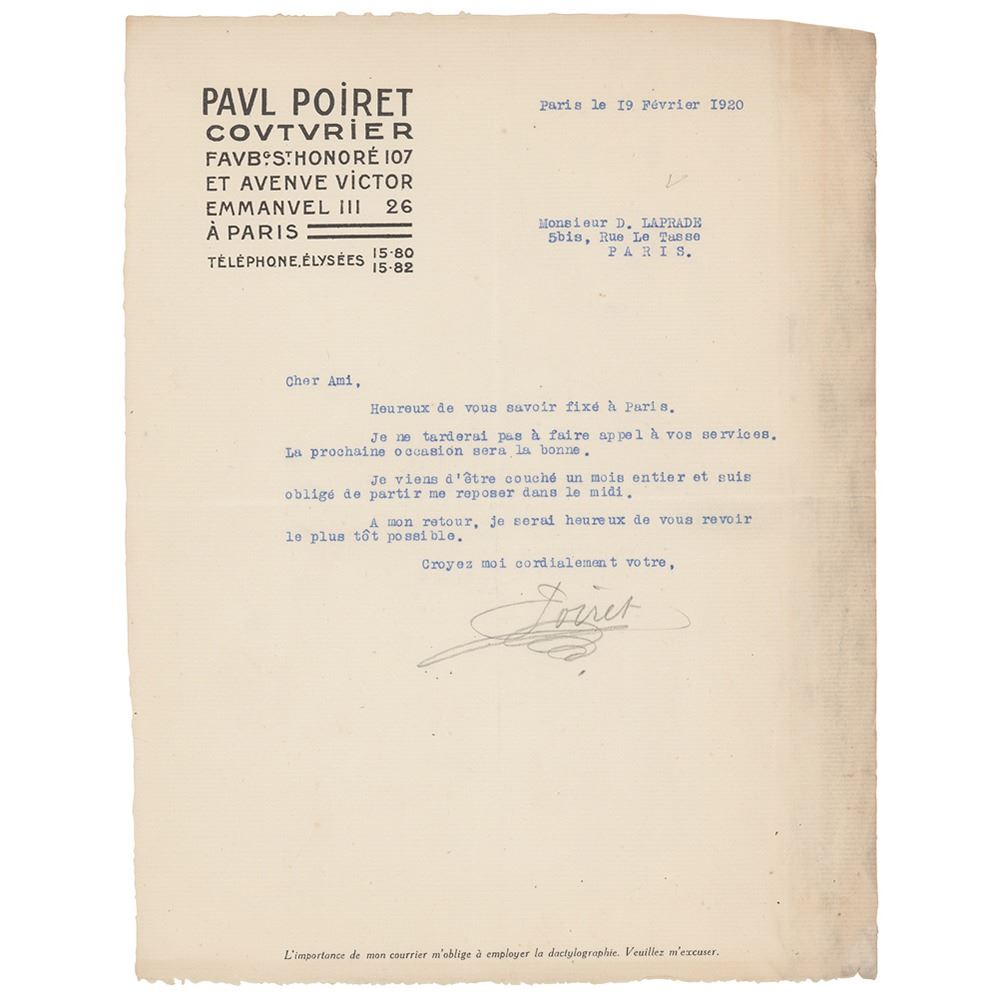 PAVL POIRET
COVTVRIER
FAVBG. ST. HONORÉ 107
ET AVENVE VICTOR
EMMANVEL III 26
À PARIS
TÉLÉPHONE, ÉLYSÉES 15·80
15·82
Paris le 19 Février 1920
Monsieur D. LAPRADE
5bis, Rue Le Tasse
P A R I S.
Cher Ami,
Heureux de vous savoir fixé à Paris.
Je ne tarderai pas à faire appel à vos services.
La prochaine occasion sera la bonne.
Je viens d'être couché un mois entier et suis
obligé de partir me reposer dans le midi.
A mon retour, je serai heureux de vous revoir
le plus tôt possible.
Croyez moi cordialement votre,
Poiret
L'importance de mon courrier m'oblige à employer la dactylographie. Veuillez m'excuser.